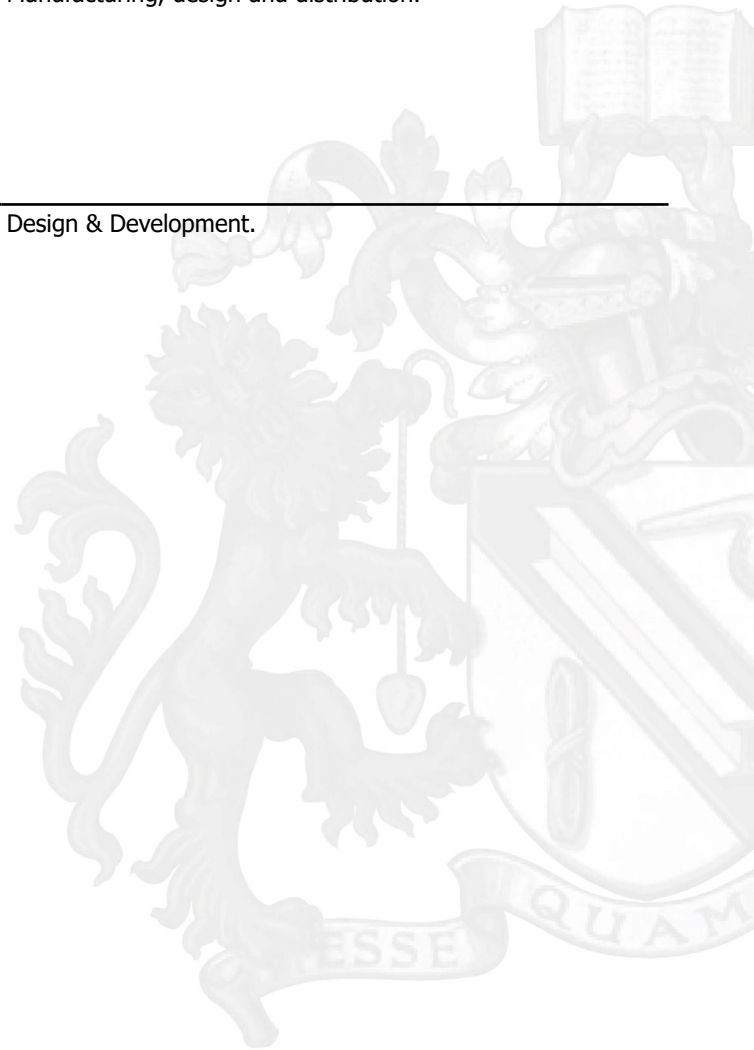 Manufacturing, design and distribution.
Design & Development.
ESSE
QUAM